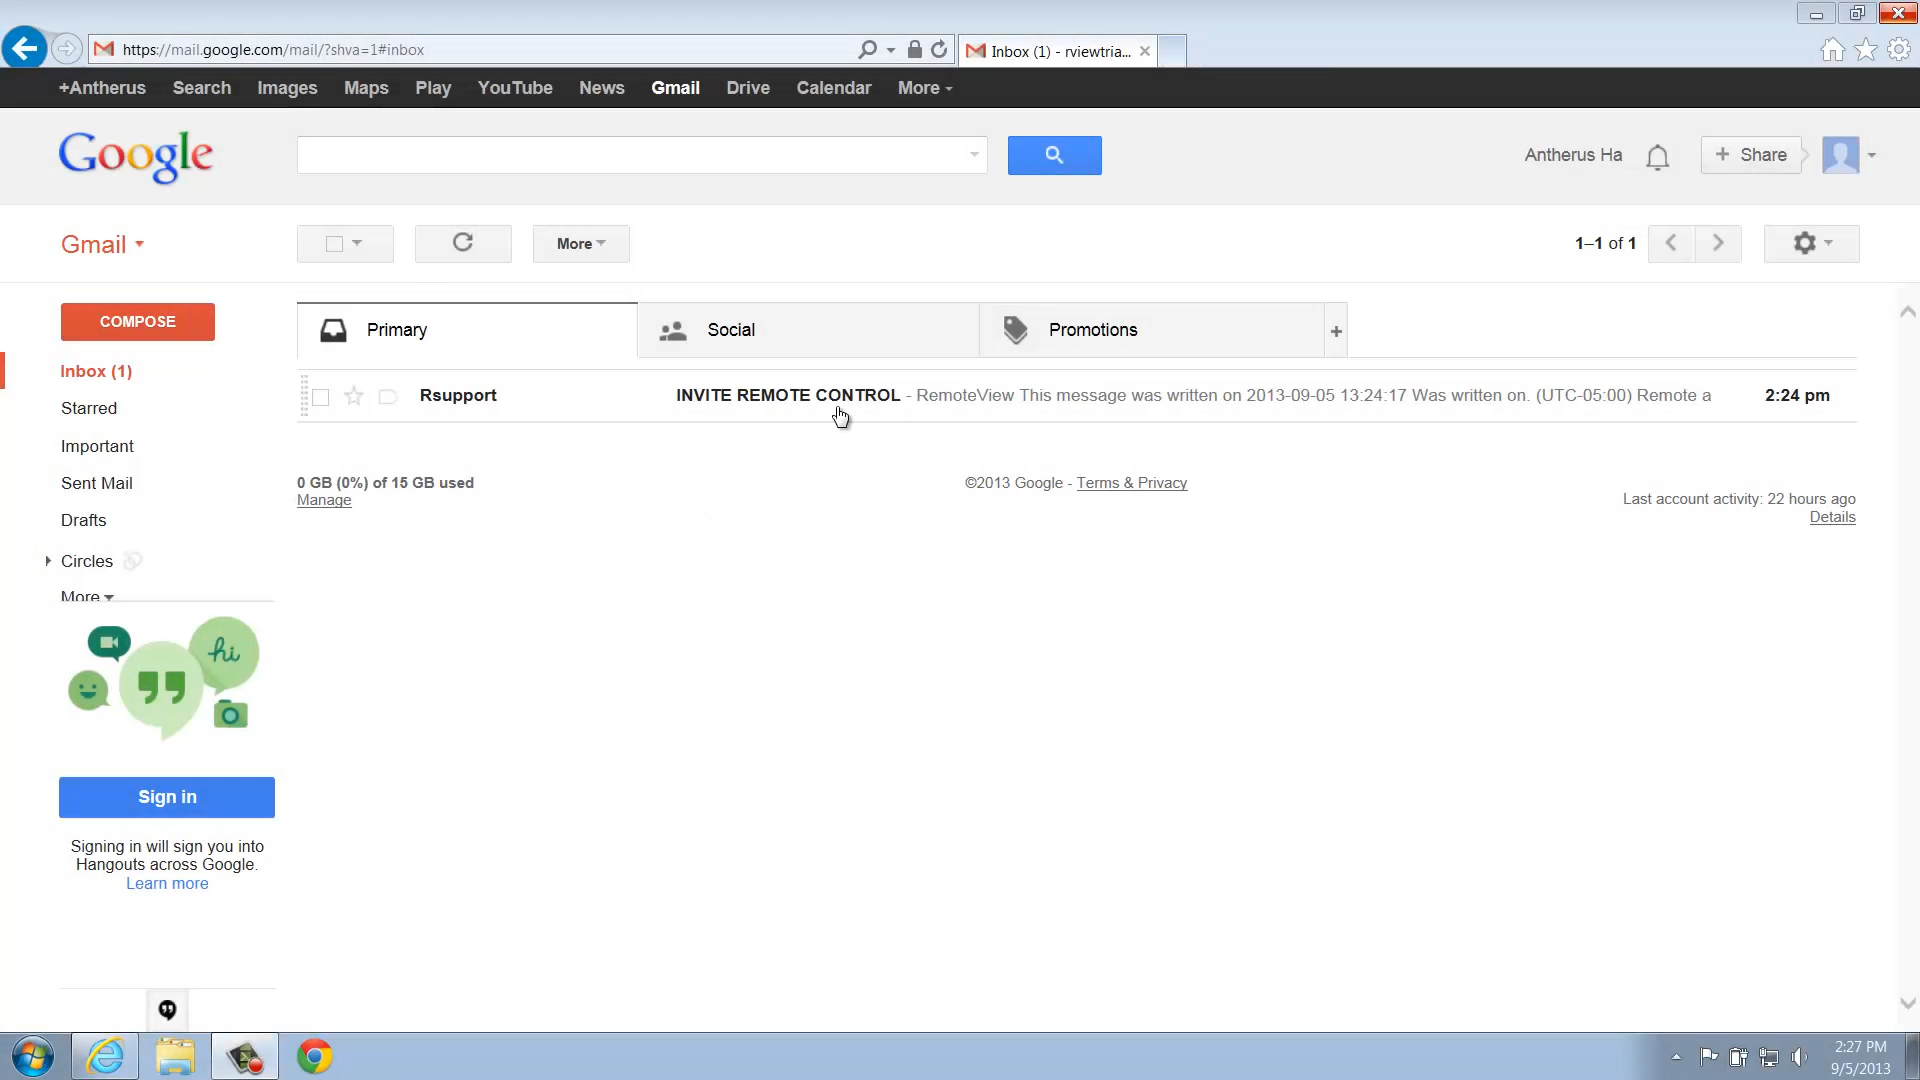 https://mail.google.com/mail/?shva=1#inbox
Inbox (1) - rviewtria...
+Antherus Search Images Maps Play YouTube News Gmail Drive Calendar More
Google
Antherus Ha
+ Share
Gmail
More
1–1 of 1
COMPOSE
Primary
Social
Promotions
+
Inbox (1)
Rsupport
INVITE REMOTE CONTROL - RemoteView This message was written on 2013-09-05 13:24:17 Was written on. (UTC-05:00) Remote a
2:24 pm
Starred
Important
Sent Mail
Drafts
Circles
More
0 GB (0%) of 15 GB used
Manage
©2013 Google - Terms & Privacy
Last account activity: 22 hours ago
Details
hi
Sign in
Signing in will sign you into
Hangouts across Google.
Learn more
2:27 PM
9/5/2013